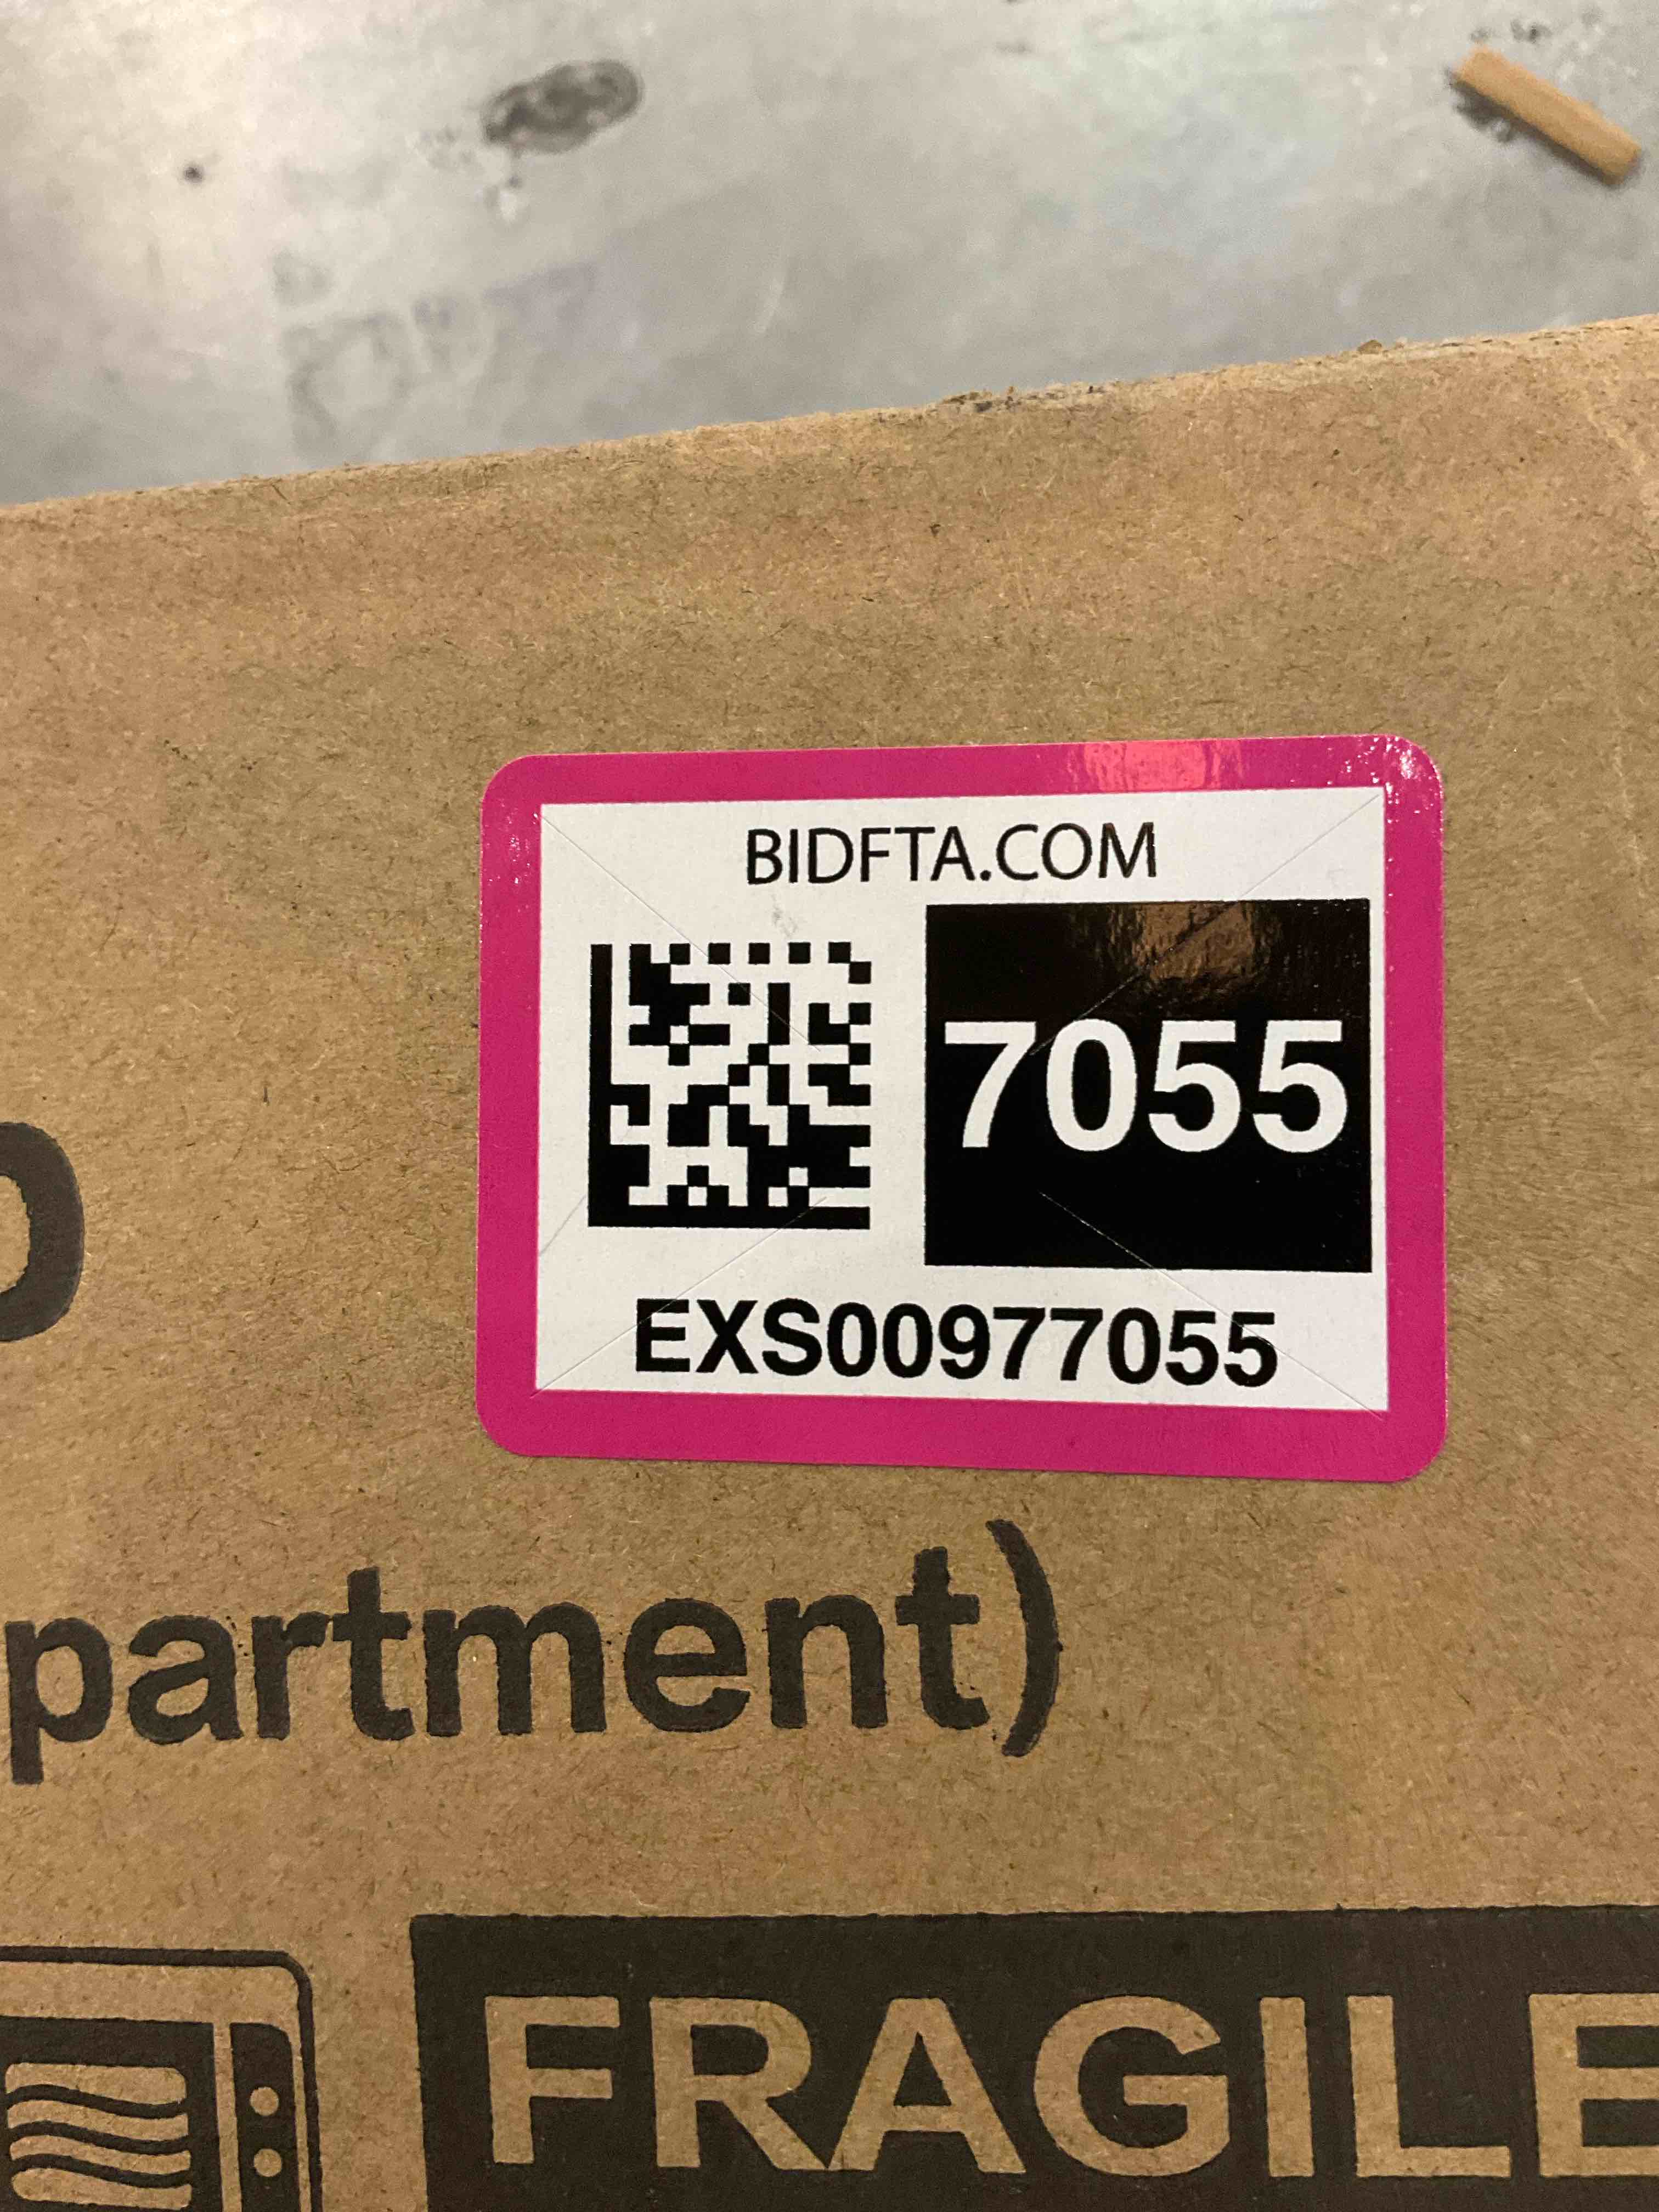 BIDFTA.COM
7055
EXS00977055
partment)
FRAGILE